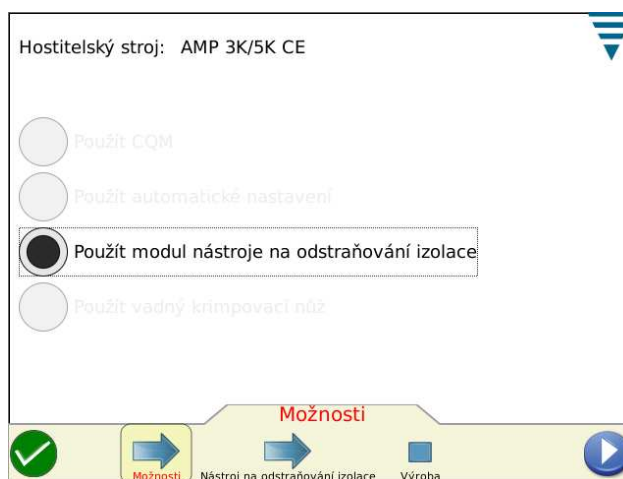 Hostitelský stroj: AMP 3K/5K CE
Použít CQM
Použít automatické nastavení
Použít modul nástroje na odstraňování izolace
Použít vadný krimpovací nůž
Možnosti
Možnosti
Nástroj na odstraňování izolace
Výroba